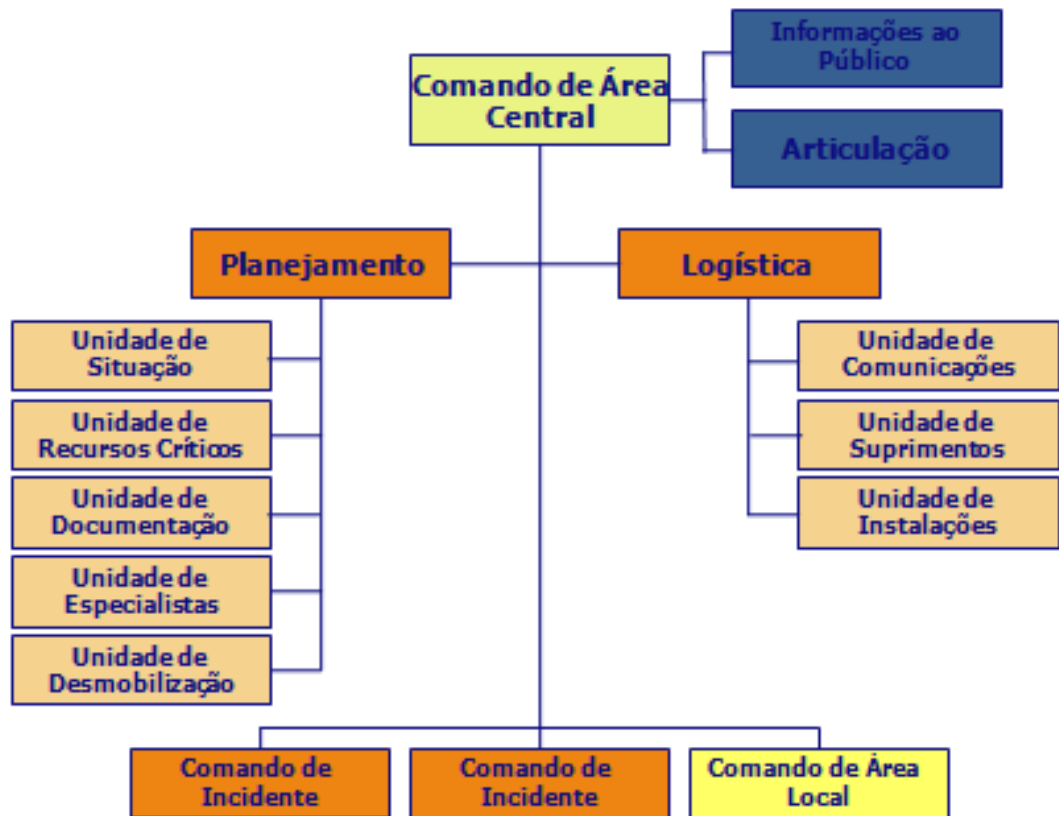 Informações ao
Público
Comando de Área
Central
Articulação
Planejamento
Logística
Unidade de
Situação
Unidade de
Recursos Críticos
Unidade de
Documentação
Unidade de
Especialistas
Unidade de
Desmobilização
Unidade de
Comunicações
Unidade de
Suprimentos
Unidade de
Instalações
Comando de
Incidente
Comando de
Incidente
Comando de Área
Local